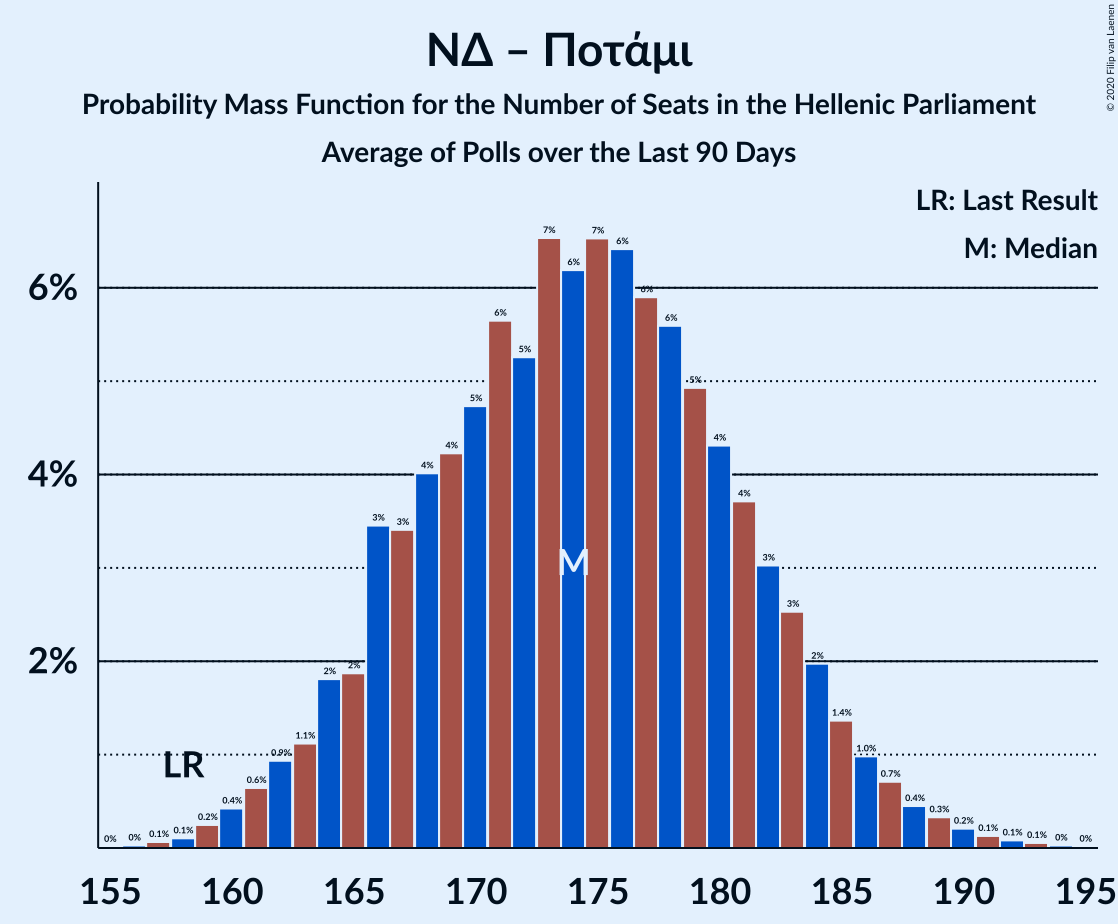 ΝΔ – Ποτάμι
Probability Mass Function for the Number of Seats in the Hellenic Parliament
Average of Polls over the Last 90 Days
© 2020 Filip van Laenen
LR: Last Result
M: Median
6%
4%
2%
0% 0% 0.1% 0.1% 0.2% 0.4% 0.6% 0.9% 1.1% 2% 2% 3% 3% 4% 4% 5% 6% 5% 7% 6% 7% 6% 6% 6% 5% 4% 4% 3% 3% 2% 1.4% 1.0% 0.7% 0.4% 0.3% 0.2% 0.1% 0.1% 0.1% 0% 0%
M
LR
155 160 165 170 175 180 185 190 195